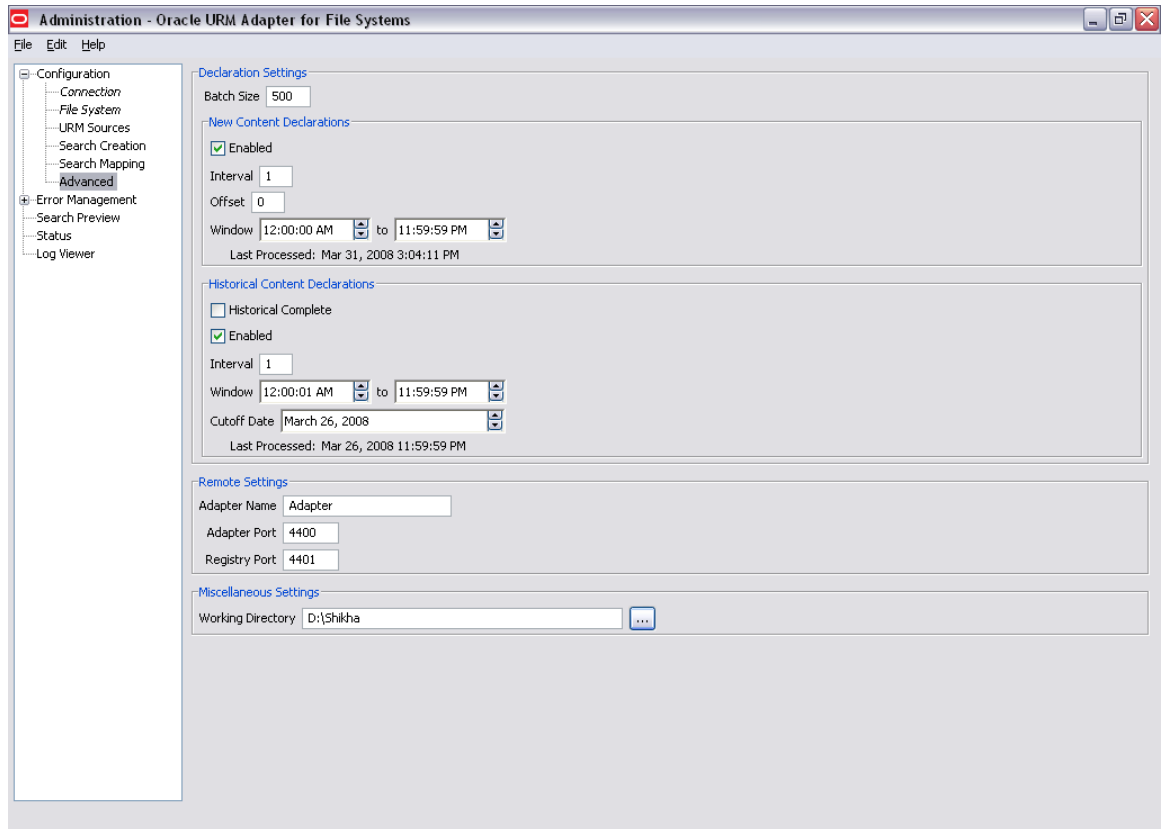 Administration - Oracle URM Adapter for File Systems
File Edit Help
Configuration
Connection
File System
URM Sources
Search Creation
Search Mapping
Advanced
Error Management
Search Preview
Status
Log Viewer
Declaration Settings
Batch Size 500
New Content Declarations
Enabled
Interval 1
Offset 0
Window 12:00:00 AM to 11:59:59 PM
Last Processed: Mar 31, 2008 3:04:11 PM
Historical Content Declarations
Historical Complete
Enabled
Interval 1
Window 12:00:01 AM to 11:59:59 PM
Cutoff Date March 26, 2008
Last Processed: Mar 26, 2008 11:59:59 PM
Remote Settings
Adapter Name Adapter
Adapter Port 4400
Registry Port 4401
Miscellaneous Settings
Working Directory D:\Shikha ...